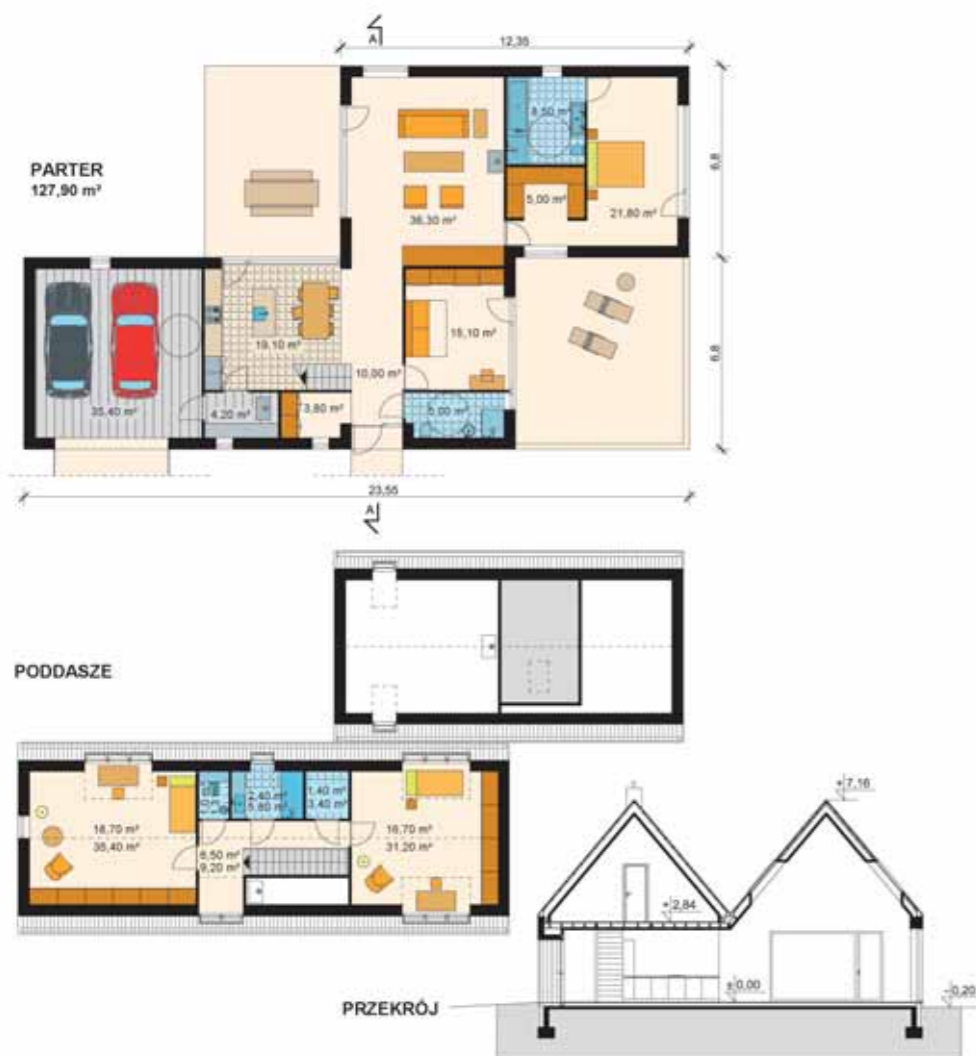 A
12,35
PARTER
127,90 m²
8,50 m²
6,8
5,00 m²
21,80 m²
36,30 m²
19,10 m²
15,10 m²
6,8
10,00 m²
35,40 m²
4,20 m²
3,80 m²
5,00 m²
23,55
A
PODDASZE
2,40 m²
5,80 m²
1,40 m²
3,40 m²
18,70 m²
35,40 m²
16,70 m²
31,20 m²
6,50 m²
9,20 m²
+7,16
+2,84
±0,00
-0,20
PRZEKRÓJ